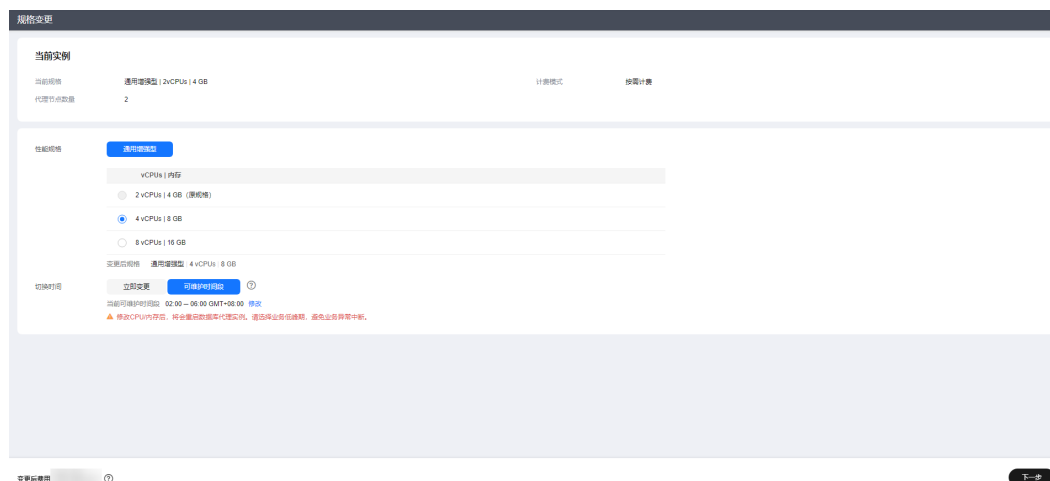 规格变更
当前实例
当前规格 通用增强型 | 2vCPUs | 4 GB 计费模式 按需计费
代理节点数量 2
性能规格 通用增强型
vCPUs | 内存
2 vCPUs | 4 GB（原规格）
4 vCPUs | 8 GB
8 vCPUs | 16 GB
变更后规格 通用增强型 : 4 vCPUs : 8 GB
切换时间 立即变更 可维护时间段
当前可维护时间段 02:00 — 06:00 GMT+08:00 修改
修改CPU/内存后，将会重启数据库代理实例。请选择业务低峰期，避免业务异常中断。
变更后费用 下一步